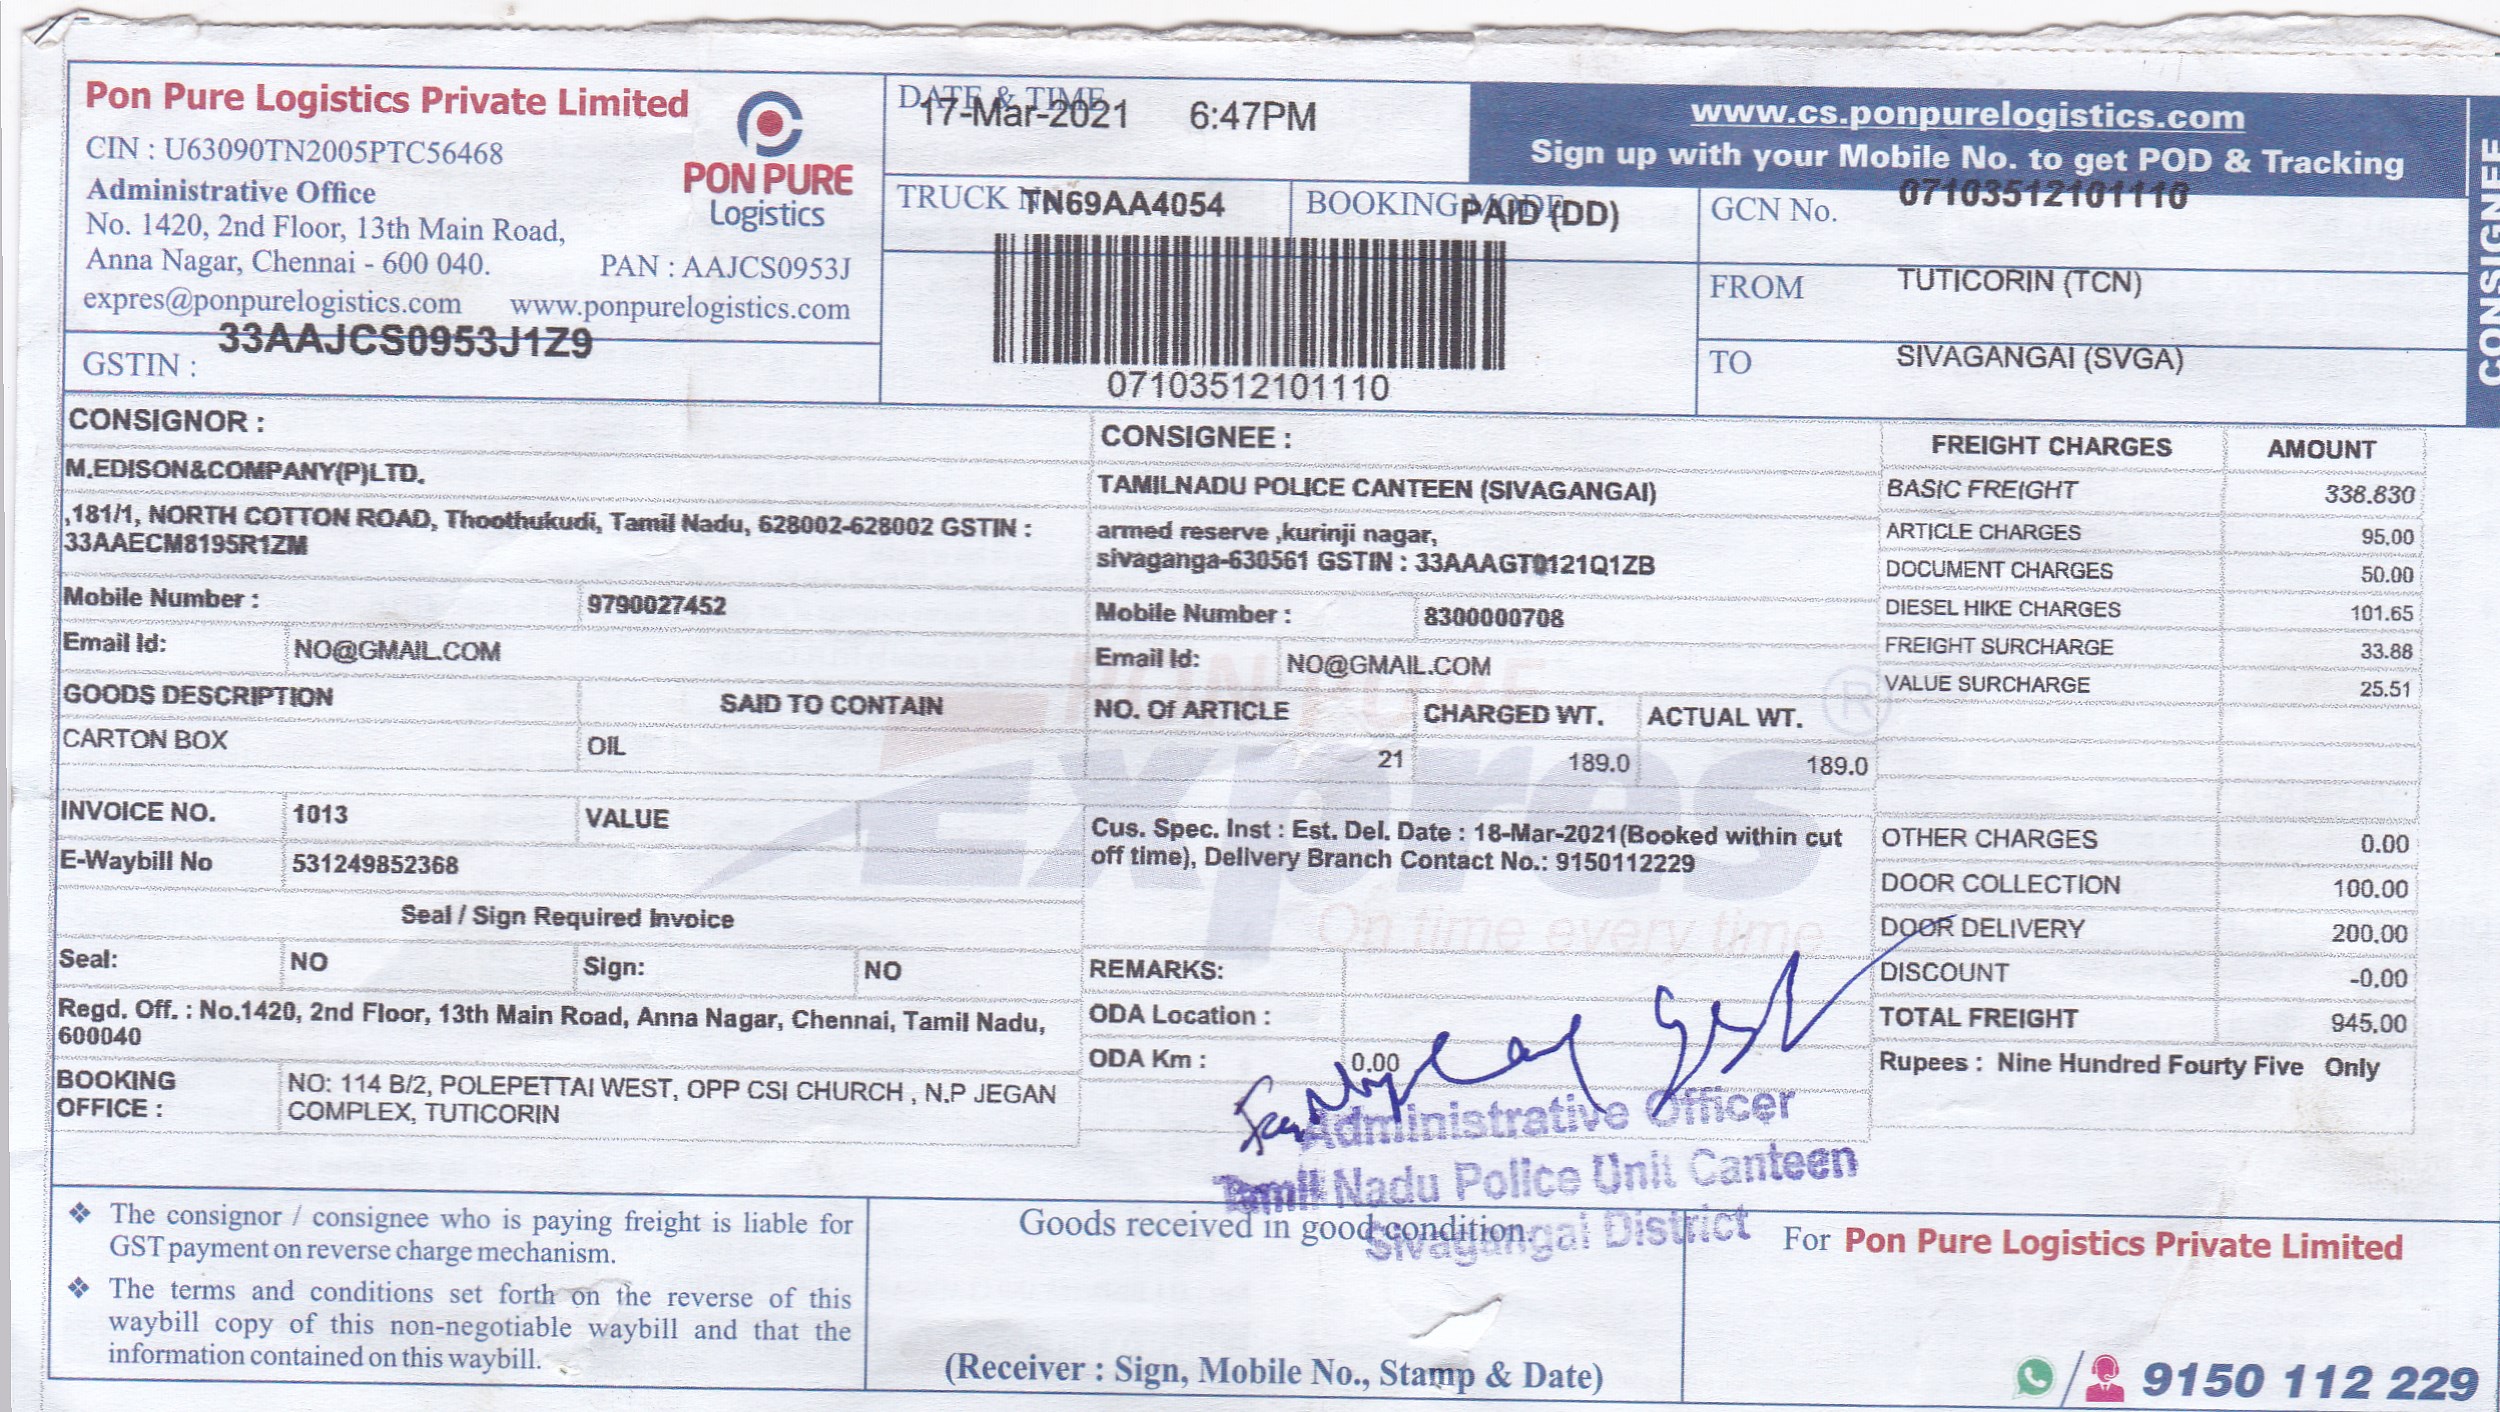 Pon Pure Logistics Private Limited
CIN : U63090TN2005PTC56468
Administrative Office
No. 1420, 2nd Floor, 13th Main Road,
Anna Nagar, Chennai - 600 040.
PAN : AAJCS0953J
expres@ponpurelogistics.com www.ponpurelogistics.com
PON PURE
Logistics
GSTIN : 33AAJCS0953J1Z9
DATE & TIME 17-Mar-2021 6:47PM
www.cs.ponpurelogistics.com
Sign up with your Mobile No. to get POD & Tracking
TRUCK TN69AA4054
BOOKING MODE PAID (DD)
07103512101110
GCN No. 07103512101110
FROM TUTICORIN (TCN)
TO SIVAGANGAI (SVGA)
CONSIGNEE
CONSIGNOR :
M.EDISON&COMPANY(P)LTD.
,181/1, NORTH COTTON ROAD, Thoothukudi, Tamil Nadu, 628002-628002 GSTIN :
33AAECM8195R1ZM
Mobile Number : 9790027452
Email Id: NO@GMAIL.COM
CONSIGNEE :
TAMILNADU POLICE CANTEEN (SIVAGANGAI)
armed reserve ,kurinji nagar,
sivaganga-630561 GSTIN : 33AAAGT0121Q1ZB
Mobile Number : 8300000708
Email Id: NO@GMAIL.COM
GOODS DESCRIPTION SAID TO CONTAIN NO. Of ARTICLE CHARGED WT. ACTUAL WT.
CARTON BOX OIL 21 189.0 189.0
INVOICE NO. 1013 VALUE
E-Waybill No 531249852368
Seal / Sign Required Invoice
Seal: NO Sign: NO
Regd. Off. : No.1420, 2nd Floor, 13th Main Road, Anna Nagar, Chennai, Tamil Nadu,
600040
BOOKING
OFFICE :
NO: 114 B/2, POLEPETTAI WEST, OPP CSI CHURCH , N.P JEGAN
COMPLEX, TUTICORIN
Cus. Spec. Inst : Est. Del. Date : 18-Mar-2021(Booked within cut
off time), Delivery Branch Contact No.: 9150112229
REMARKS:
ODA Location :
ODA Km : 0.00
PON PURE
Expres ®
On time every time
FREIGHT CHARGES AMOUNT
BASIC FREIGHT 338.830
ARTICLE CHARGES 95.00
DOCUMENT CHARGES 50.00
DIESEL HIKE CHARGES 101.65
FREIGHT SURCHARGE 33.88
VALUE SURCHARGE 25.51
OTHER CHARGES 0.00
DOOR COLLECTION 100.00
DOOR DELIVERY 200.00
DISCOUNT -0.00
TOTAL FREIGHT 945.00
Rupees : Nine Hundred Fourty Five Only
Administrative Officer
Tamil Nadu Police Unit Canteen
Sivagangai District
❖ The consignor / consignee who is paying freight is liable for
GST payment on reverse charge mechanism.
❖ The terms and conditions set forth on the reverse of this
waybill copy of this non-negotiable waybill and that the
information contained on this waybill.
Goods received in good condition.
(Receiver : Sign, Mobile No., Stamp & Date)
For Pon Pure Logistics Private Limited
9150 112 229